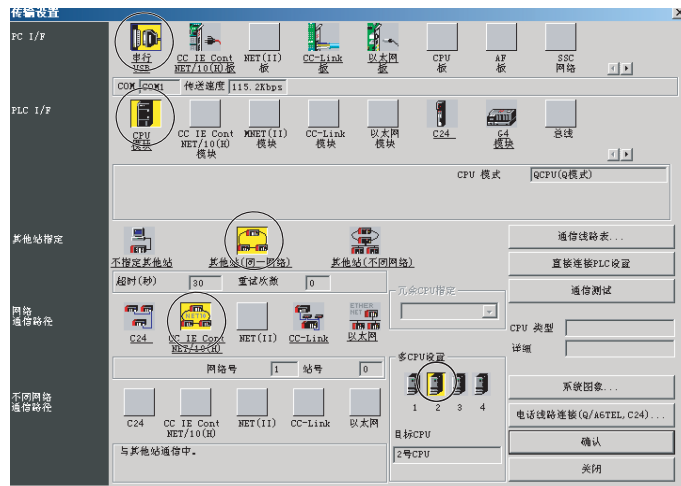 传输设置
PC I/F
串行 USB
CC IE Cont NET/10(H)板
NET(II) 板
CC-Link 板
以太网 板
CPU 板
AF 板
SSC 网络
COM COM1 传送速度 115.2Kbps
PLC I/F
CPU 模块
CC IE Cont NET/10(H) 模块
MNET(II) 模块
CC-Link 模块
以太网 模块
C24
G4 模块
总线
CPU 模式 QCPU(Q模式)
其他站指定
不指定其他站
其他站(同一网络)
其他站(不同网络)
通信线路表...
直接连接PLC设置
超时(秒) 30 重试次数 0
冗余CPU指定
通信测试
网络 通信路径
C24
CC IE Cont NET/10(H)
NET(II)
CC-Link
以太网
ETHER NET
CPU 类型
详细
网络号 1 站号 0
多CPU设置
1 2 3 4
系统图象...
不同网络 通信路径
C24
CC IE Cont NET/10(H)
NET(II)
CC-Link
以太网
电话线路连接(Q/A6TEL,C24)...
目标CPU
2号CPU
确认
与其他站通信中。
关闭